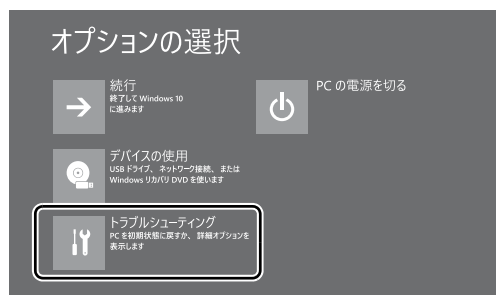 オプションの選択
続行
終了して Windows 10
に進みます
PC の電源を切る
デバイスの使用
USB ドライブ、ネットワーク接続、または
Windows リカバリ DVD を使います
トラブルシューティング
PC を初期状態に戻すか、詳細オプションを
表示します